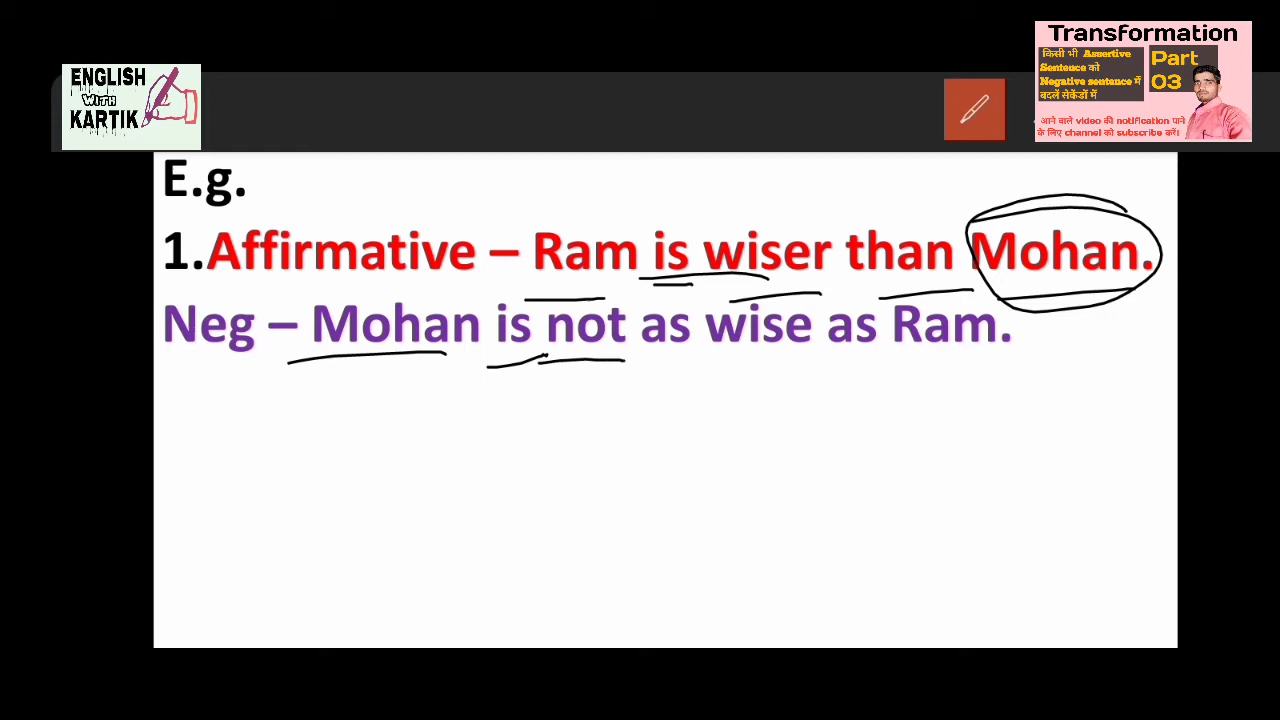 ENGLISH
WITH
KARTIK
Transformation
किसी भी Assertive
Sentence को
Negative sentence में
बदलें सेकेंडों में
Part
03
आने वाले video की notification पाने
के लिए channel को subscribe करें।
E.g.
1.Affirmative – Ram is wiser than Mohan.
Neg – Mohan is not as wise as Ram.